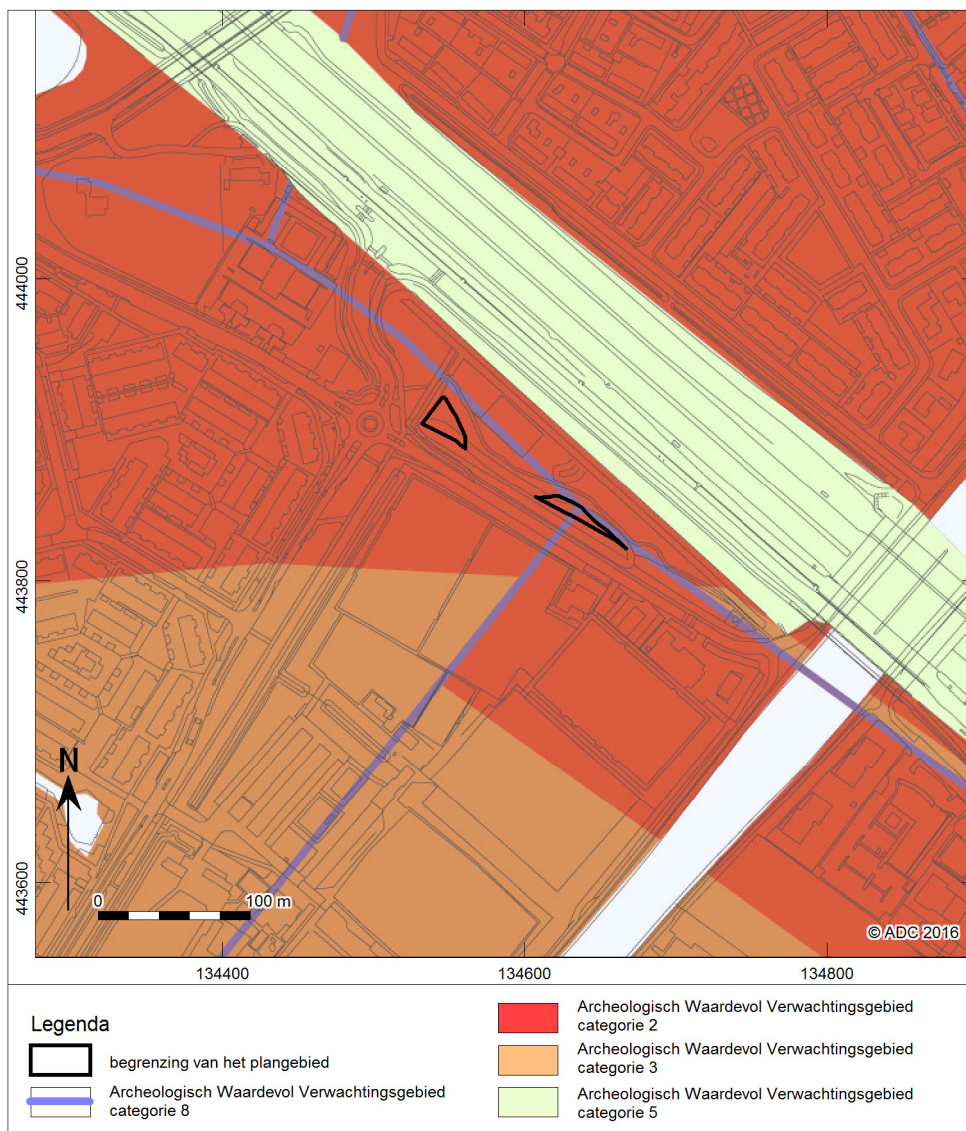 444000
443800
443600
N
0 100 m
© ADC 2016
134400 134600 134800
Legenda
begrenzing van het plangebied
Archeologisch Waardevol Verwachtingsgebied
categorie 8
Archeologisch Waardevol Verwachtingsgebied
categorie 2
Archeologisch Waardevol Verwachtingsgebied
categorie 3
Archeologisch Waardevol Verwachtingsgebied
categorie 5